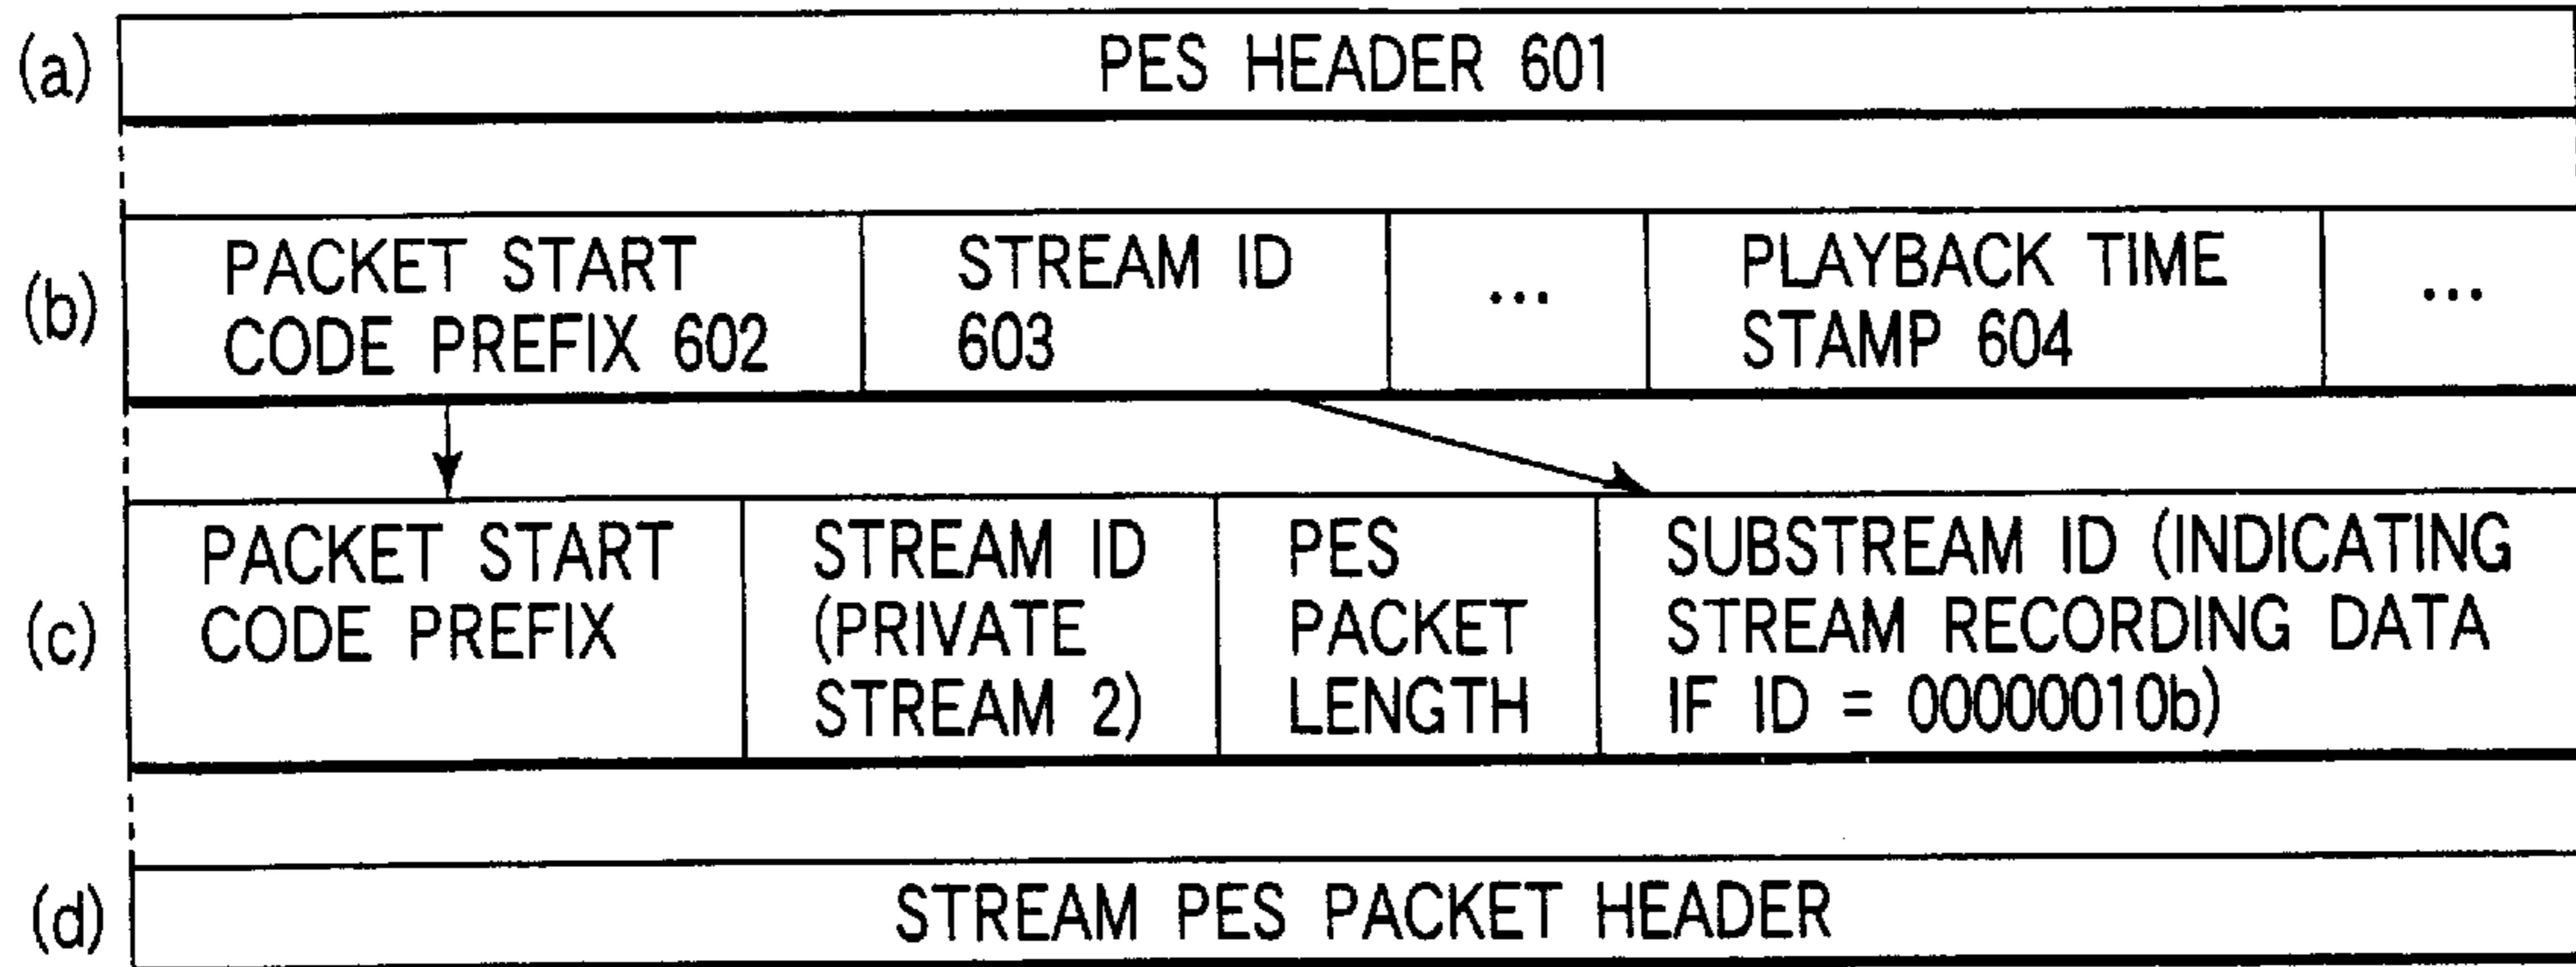 (a)
PES HEADER 601
(b)
PACKET START
CODE PREFIX 602
STREAM ID
603
...
PLAYBACK TIME
STAMP 604
...
(c)
PACKET START
CODE PREFIX
STREAM ID
(PRIVATE
STREAM 2)
PES
PACKET
LENGTH
SUBSTREAM ID (INDICATING
STREAM RECORDING DATA
IF ID = 00000010b)
(d)
STREAM PES PACKET HEADER